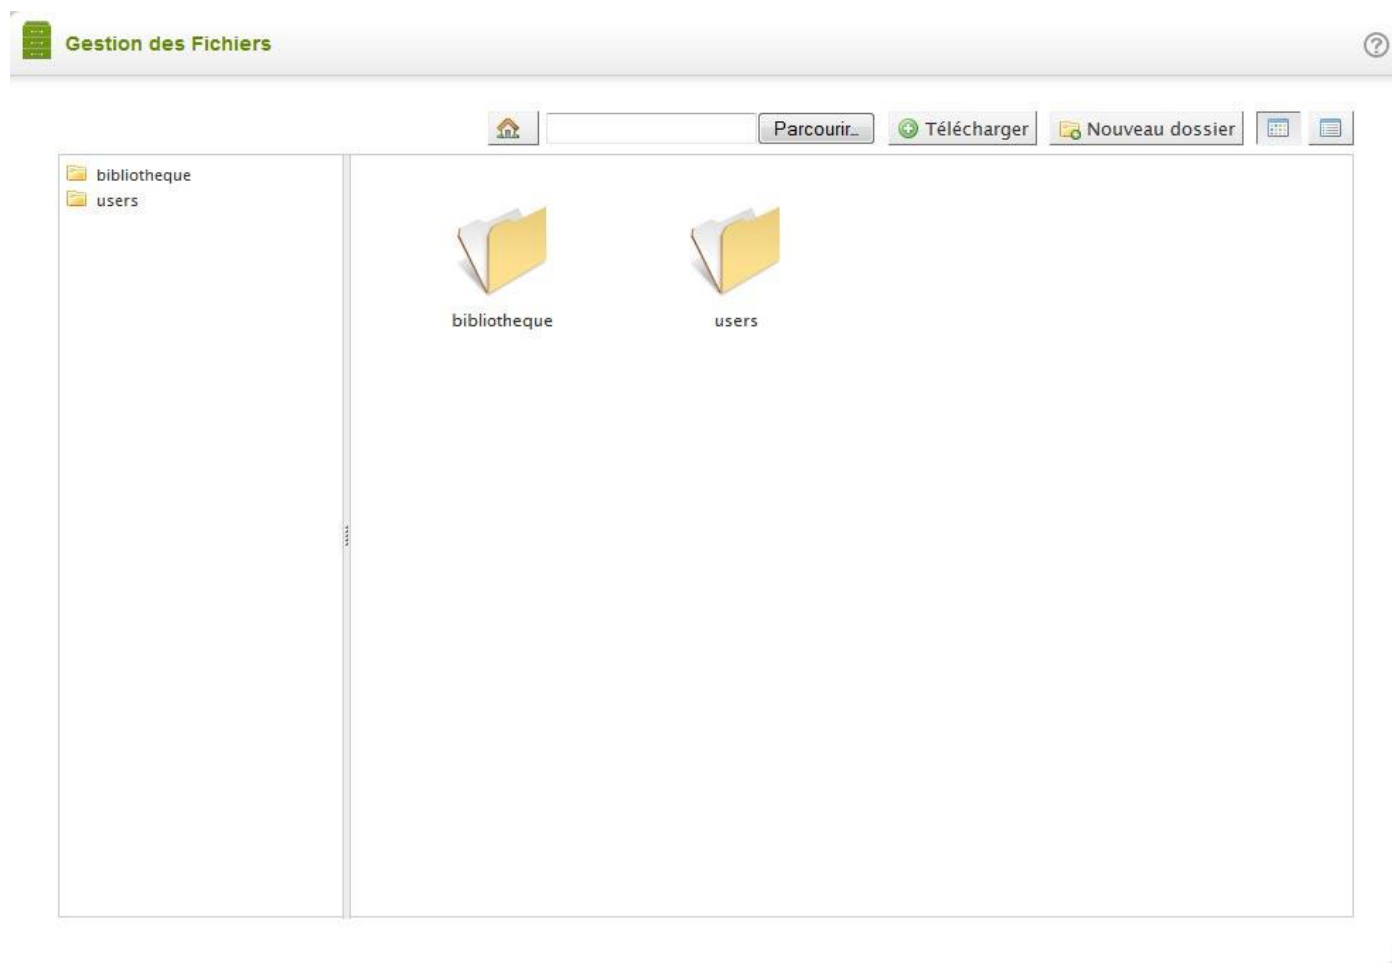 Gestion des Fichiers
Parcourir... Télécharger Nouveau dossier
bibliotheque
users
bibliotheque users